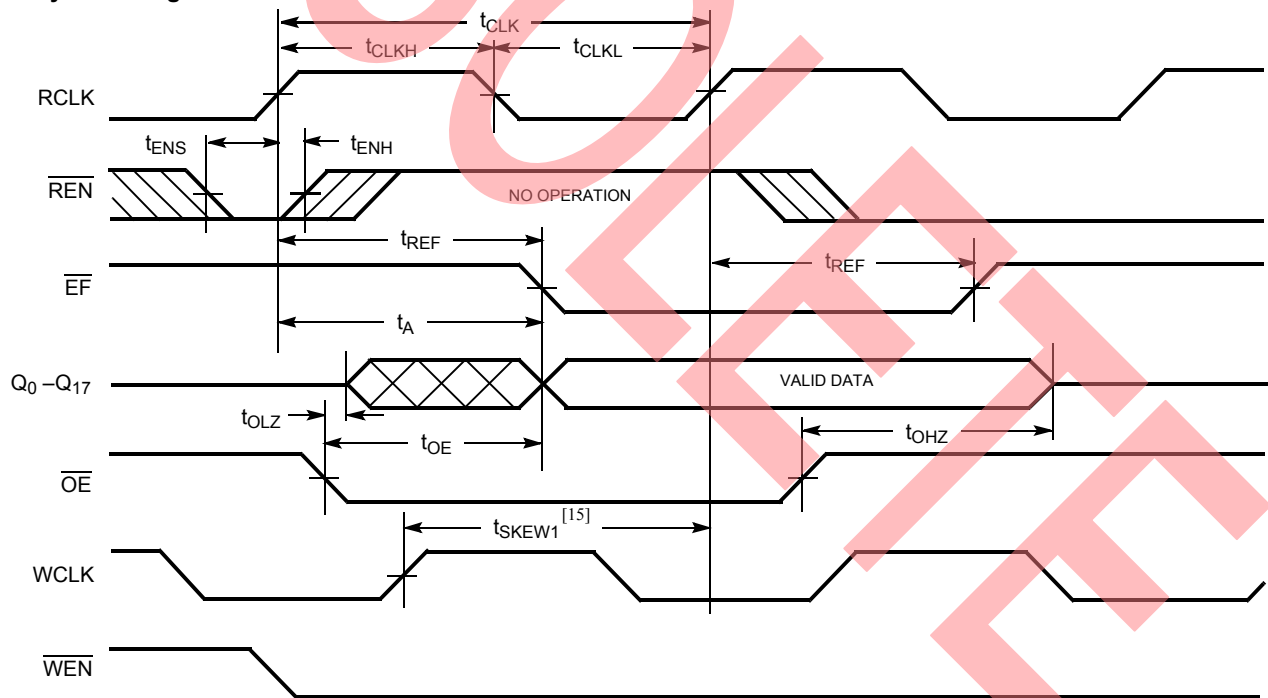 tCLK
tCLKH
tCLKL
RCLK
tENS
tENH
REN
NO OPERATION
tREF
tREF
EF
tA
Q0 –Q17
VALID DATA
tOLZ
tOE
tOHZ
OE
tSKEW1 [15]
WCLK
WEN